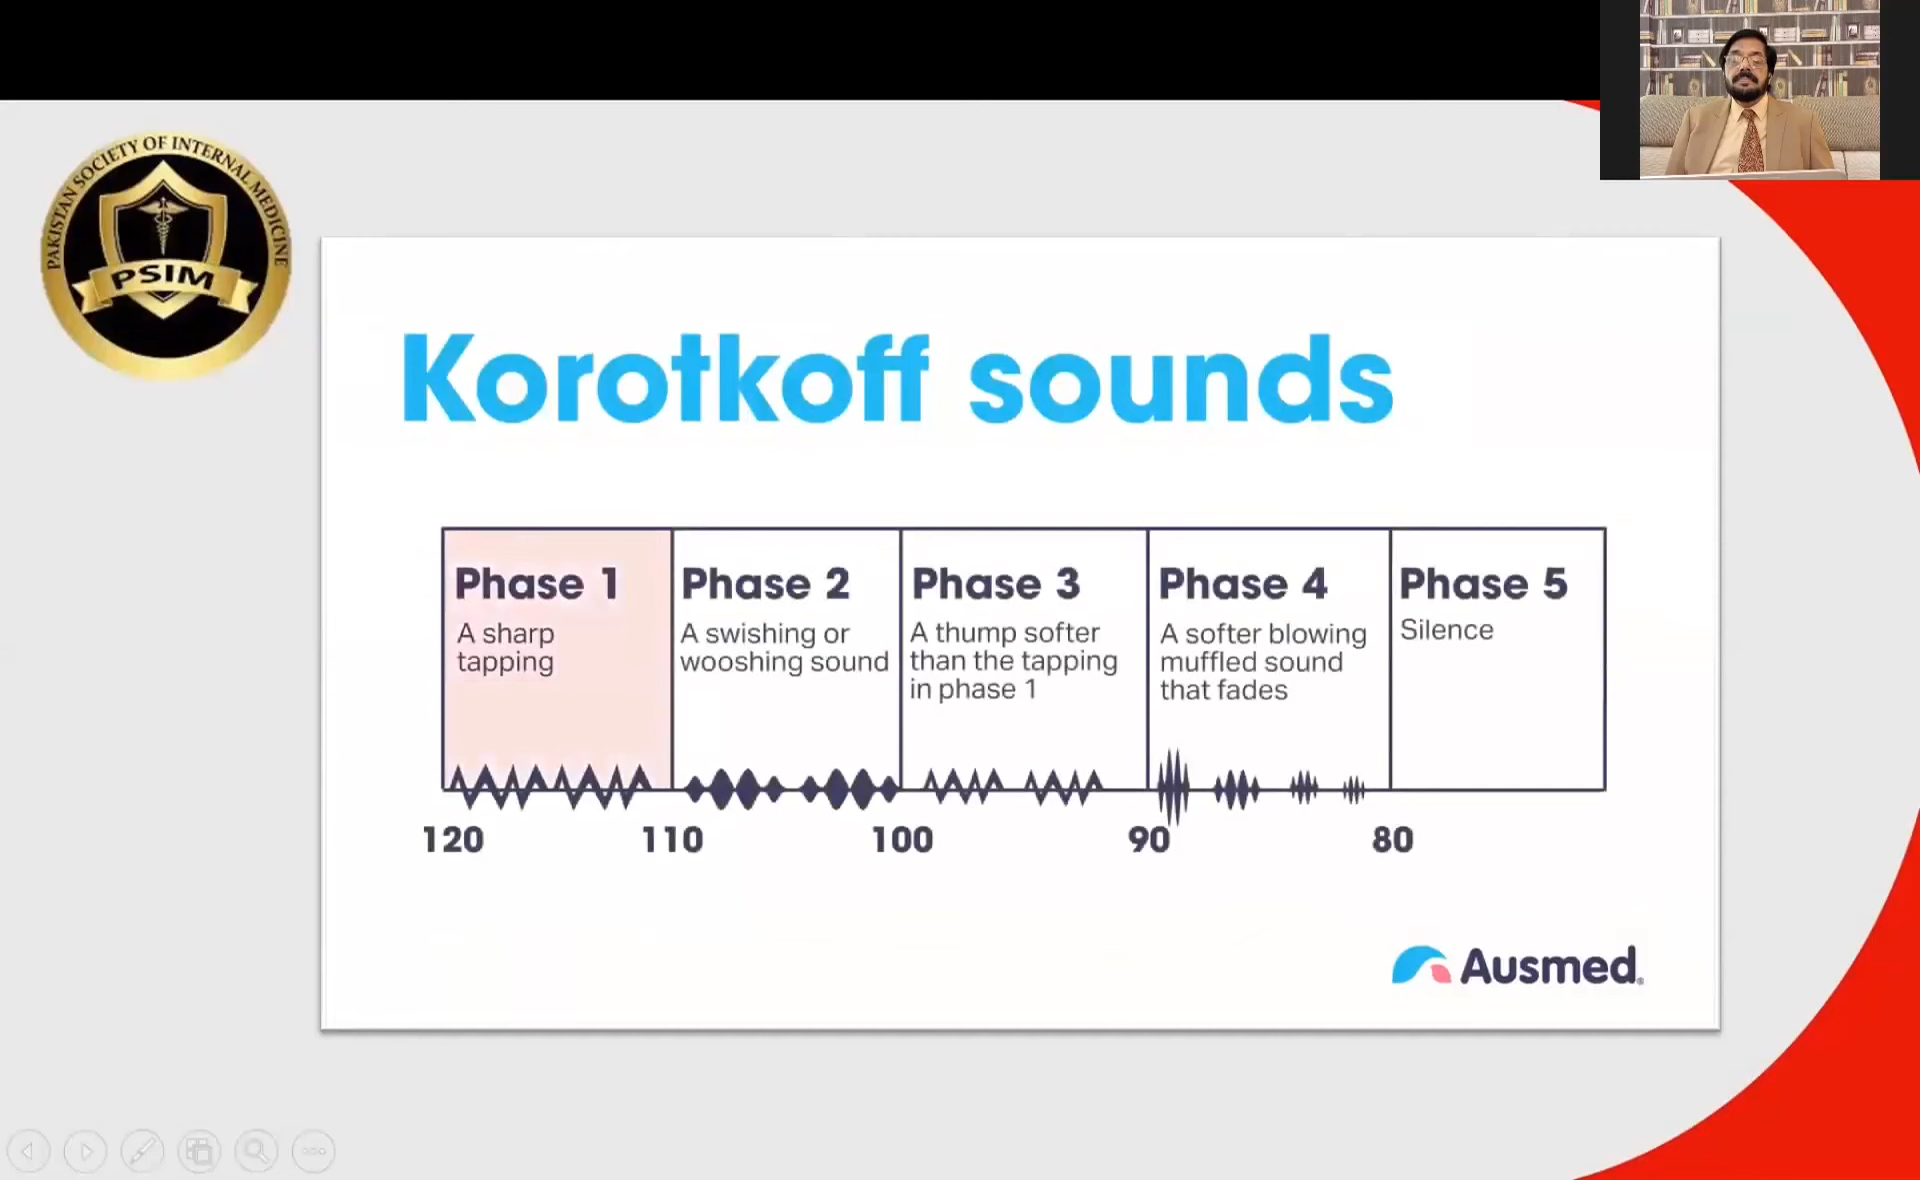 PAKISTAN SOCIETY OF INTERNAL MEDICINE
PSIM
Korotkoff sounds
Phase 1
A sharp
tapping
Phase 2
A swishing or
wooshing sound
Phase 3
A thump softer
than the tapping
in phase 1
Phase 4
A softer blowing
muffled sound
that fades
Phase 5
Silence
120 110 100 90 80
Ausmed